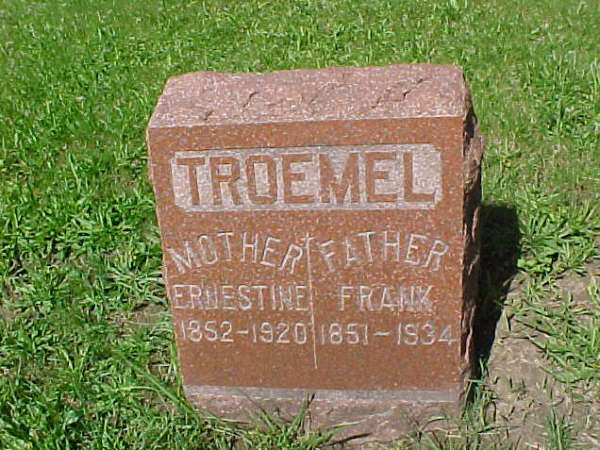 TROEMEL
MOTHER
ERNESTINE
1852-1920
FATHER
FRANK
1851-1934